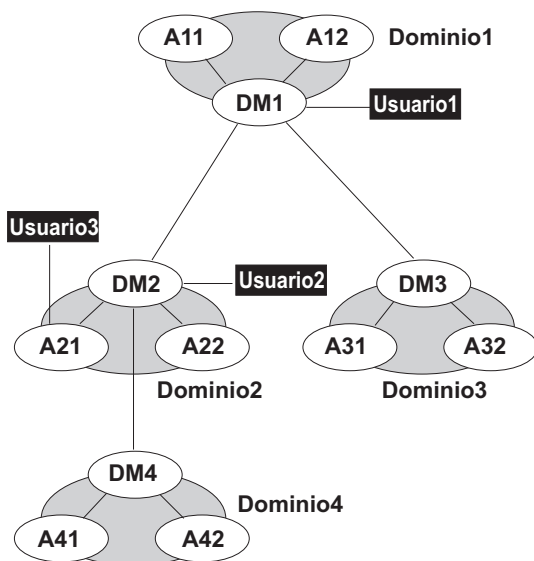 A11
A12
Dominio1
DM1
Usuario1
Usuario3
DM2
Usuario2
DM3
A21
A22
A31
A32
Dominio2
Dominio3
DM4
Dominio4
A41
A42